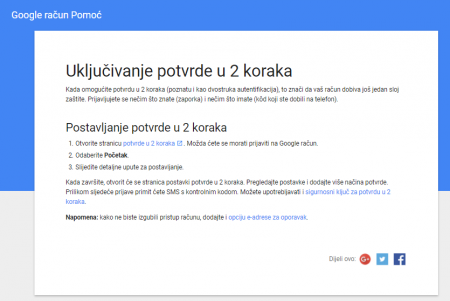 Google račun Pomoć
Uključivanje potvrde u 2 koraka
Kada omogućite potvrdu u 2 koraka (poznatu i kao dvostruka autentifikacija), to znači da vaš račun dobiva još jedan sloj
zaštite. Prijavljujete se nečim što znate (zaporka) i nečim što imate (kôd koji ste dobili na telefon).
Postavljanje potvrde u 2 koraka
1. Otvorite stranicu potvrde u 2 koraka. Možda ćete se morati prijaviti na Google račun.
2. Odaberite Početak.
3. Slijedite detaljne upute za postavljanje.
Kada završite, otvorit će se stranica postavki potvrde u 2 koraka. Pregledajte postavke i dodajte više načina potvrde.
Prilikom sljedeće prijave primit ćete SMS s kontrolnim kodom. Možete upotrebljavati i sigurnosni ključ za potvrdu u 2
koraka.
Napomena: kako ne biste izgubili pristup računu, dodajte i opciju e-adrese za oporavak.
Dijeli ovo: